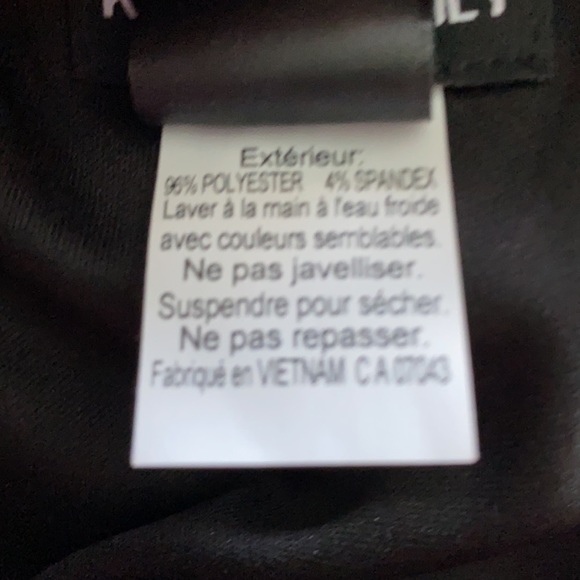 Extérieur:
96% POLYESTER 4% SPANDEX
Laver à la main à l'eau froide
avec couleurs semblables.
Ne pas javelliser.
Suspendre pour sécher.
Ne pas repasser.
Fabriqué en VIETNAM CA 07043